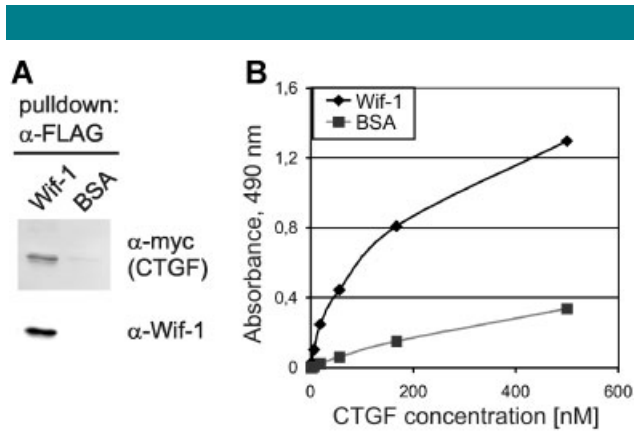 A
pulldown:
α-FLAG
Wif-1
BSA
α-myc
(CTGF)
α-Wif-1
B
1,6
1,2
0,8
0,4
0
Wif-1
BSA
Absorbance, 490 nm
0
200
400
600
CTGF concentration [nM]